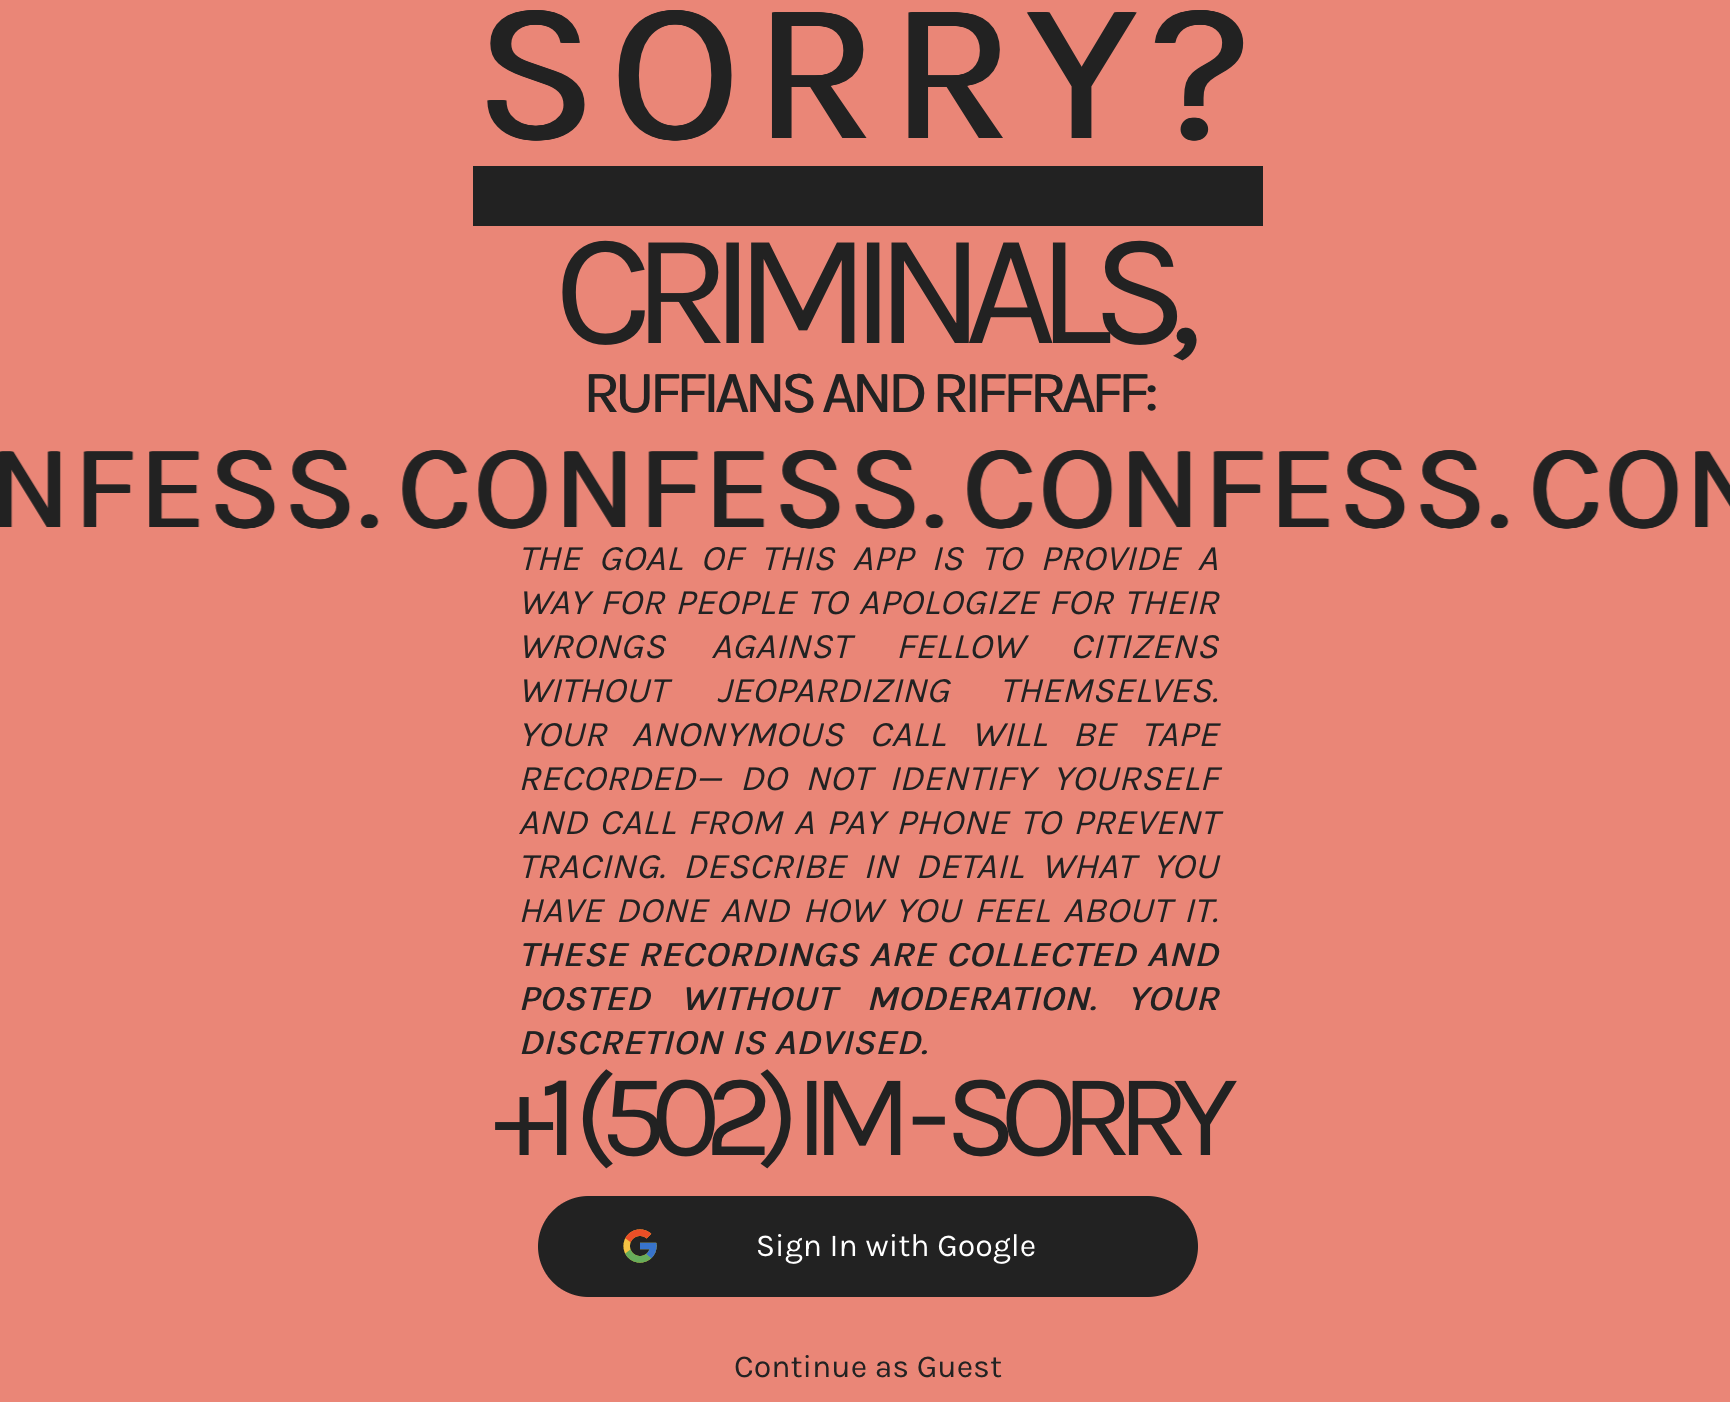 SORRY?
CRIMINALS,
RUFFIANS AND RIFFRAFF:
NFESS. CONFESS. CONFESS. CON
THE GOAL OF THIS APP IS TO PROVIDE A
WAY FOR PEOPLE TO APOLOGIZE FOR THEIR
WRONGS AGAINST FELLOW CITIZENS
WITHOUT JEOPARDIZING THEMSELVES.
YOUR ANONYMOUS CALL WILL BE TAPE
RECORDED— DO NOT IDENTIFY YOURSELF
AND CALL FROM A PAY PHONE TO PREVENT
TRACING. DESCRIBE IN DETAIL WHAT YOU
HAVE DONE AND HOW YOU FEEL ABOUT IT.
THESE RECORDINGS ARE COLLECTED AND
POSTED WITHOUT MODERATION. YOUR
DISCRETION IS ADVISED.
+1 (502) IM-SORRY
Sign In with Google
Continue as Guest